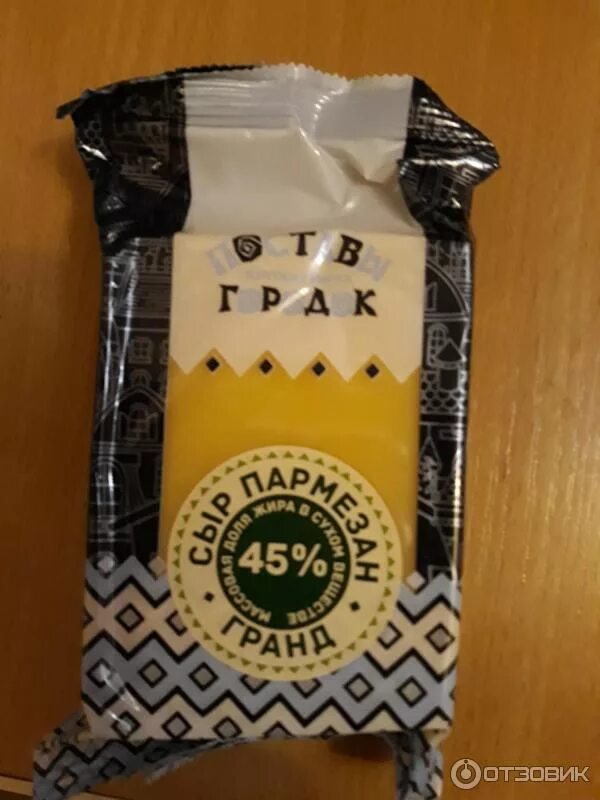 ПОСТАВЫ
ГОРОДОК
СЫР ПАРМЕЗАН
МАССОВАЯ ДОЛЯ ЖИРА В СУХОМ ВЕЩЕСТВЕ
45%
• ГРАНД •
ОТЗОВИК